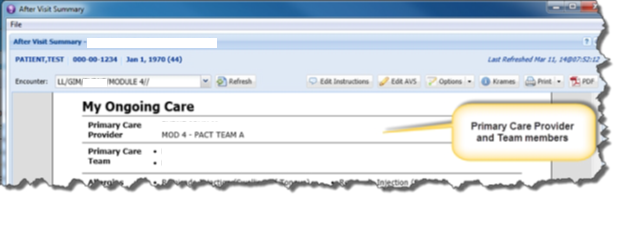 After Visit Summary
File
After Visit Summary -
?
PATIENT,TEST 000-00-1234 Jan 1, 1970 (44) Last Refreshed Mar 11, 14@07:52:12
Encounter: LL/GIM/ /MODULE 4// Refresh Edit Instructions Edit AVS Options Krames Print PDF
My Ongoing Care
Primary Care
Provider MOD 4 - PACT TEAM A
Primary Care Provider
and Team members
Primary Care •
Team •
Allergies Injection